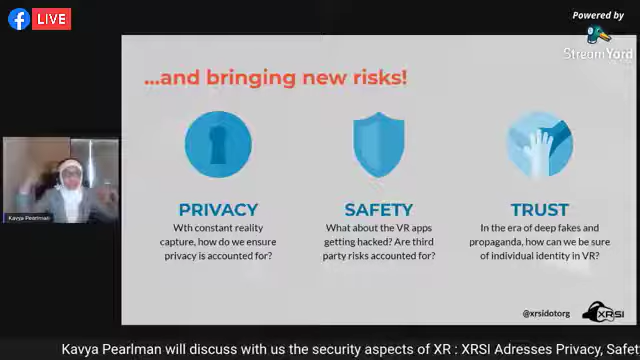 LIVE
Powered by
StreamYard
...and bringing new risks!
PRIVACY
Wth constant reality
capture, how do we ensure
privacy is accounted for?
SAFETY
What about the VR apps
getting hacked? Are third
party risks accounted for?
TRUST
In the era of deep fakes and
propaganda, how can we be sure
of individual identity in VR?
Kavya Pearlman
@xrsidotorg
XRSI
Kavya Pearlman will discuss with us the security aspects of XR : XRSI Adresses Privacy, Safet